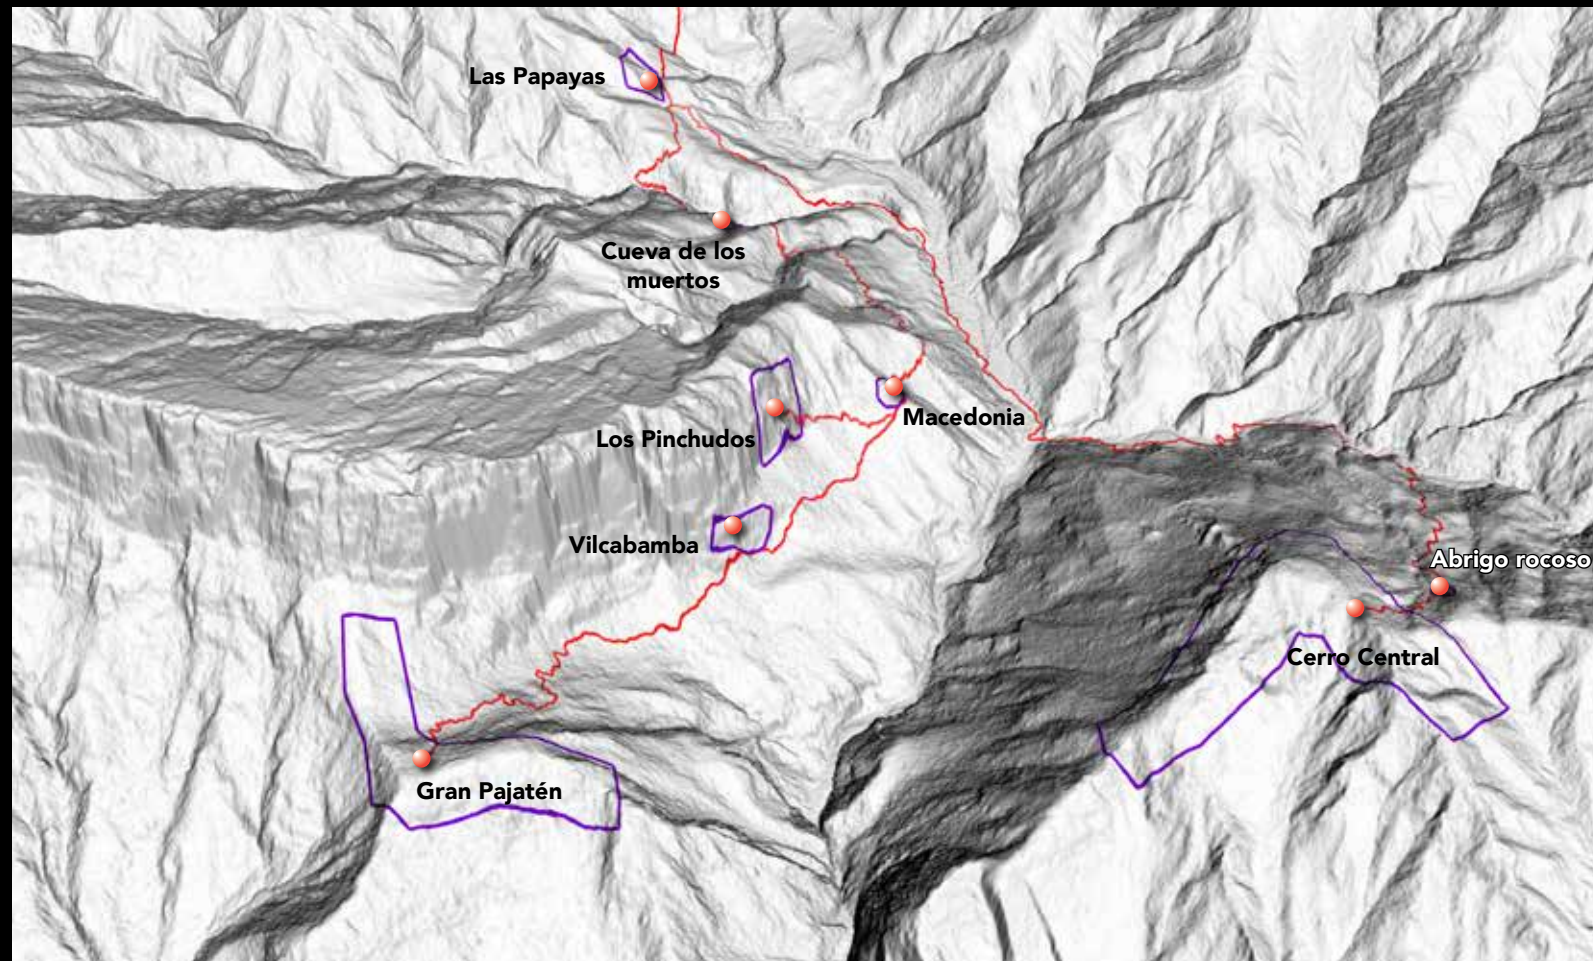 Las Papayas
Cueva de los
muertos
Macedonia
Los Pinchudos
Vilcabamba
Abrigo rocoso
Cerro Central
Gran Pajatén